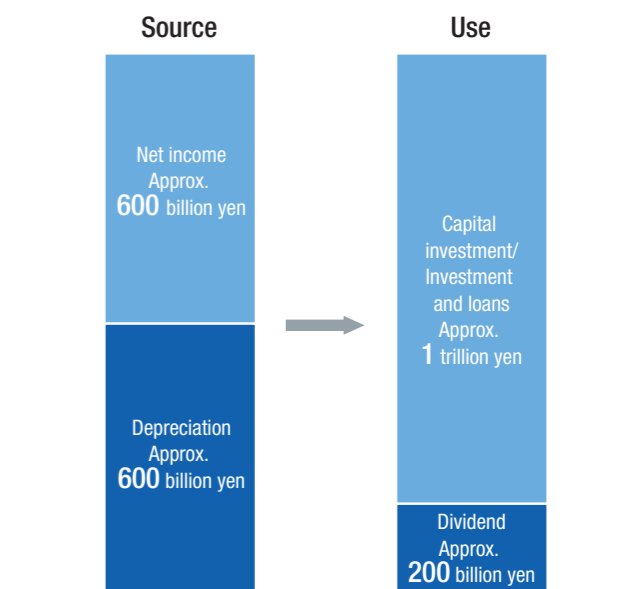 Source
Net income
Approx.
600 billion yen
Depreciation
Approx.
600 billion yen
Use
Capital
investment/
Investment
and loans
Approx.
1 trillion yen
Dividend
Approx.
200 billion yen